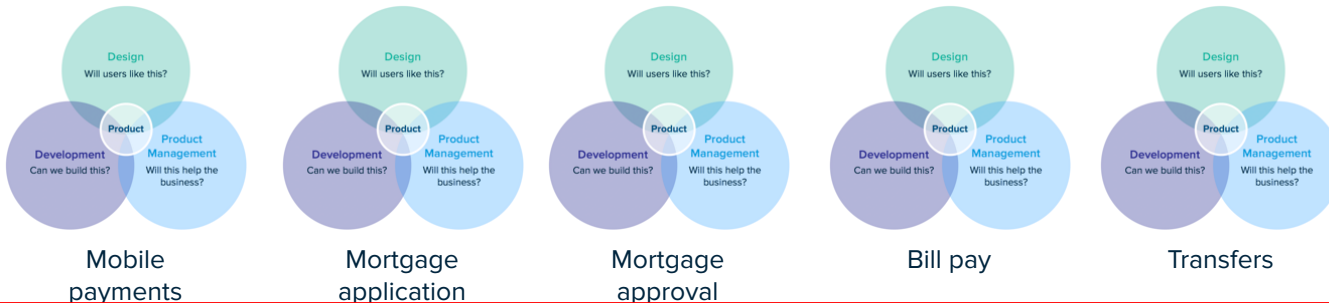 Design
Will users like this?
Product
Development
Can we build this?
Product
Management
Will this help the
business?
Mobile
payments
Design
Will users like this?
Product
Development
Can we build this?
Product
Management
Will this help the
business?
Mortgage
application
Design
Will users like this?
Product
Development
Can we build this?
Product
Management
Will this help the
business?
Mortgage
approval
Design
Will users like this?
Product
Development
Can we build this?
Product
Management
Will this help the
business?
Bill pay
Design
Will users like this?
Product
Development
Can we build this?
Product
Management
Will this help the
business?
Transfers